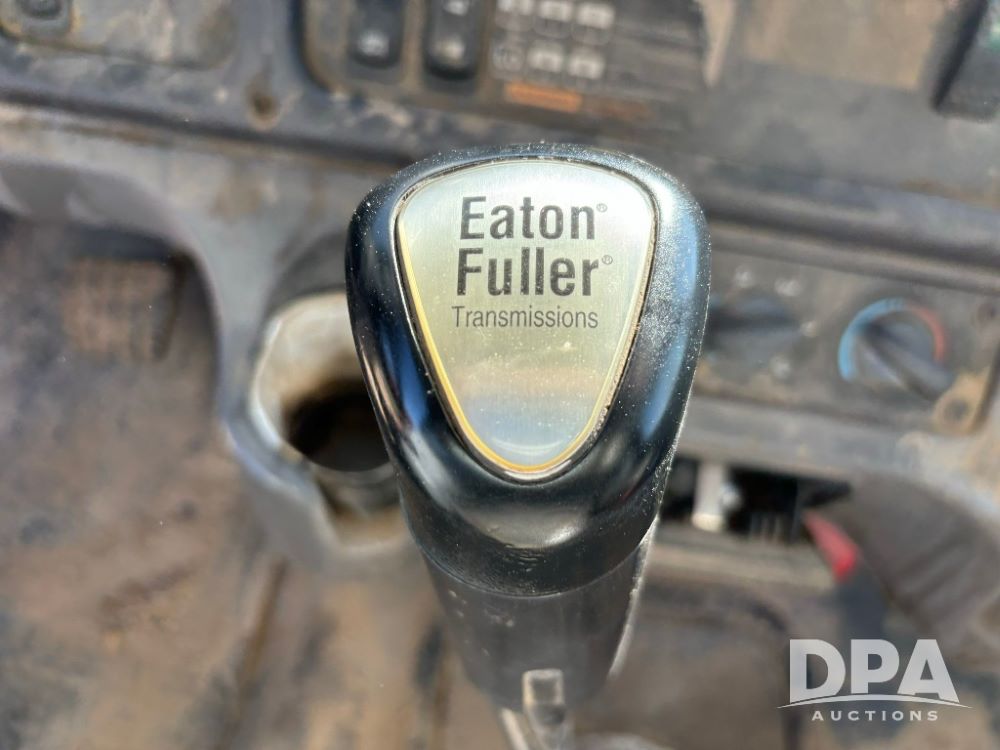 Eaton®
Fuller®
Transmissions
DPA
AUCTIONS